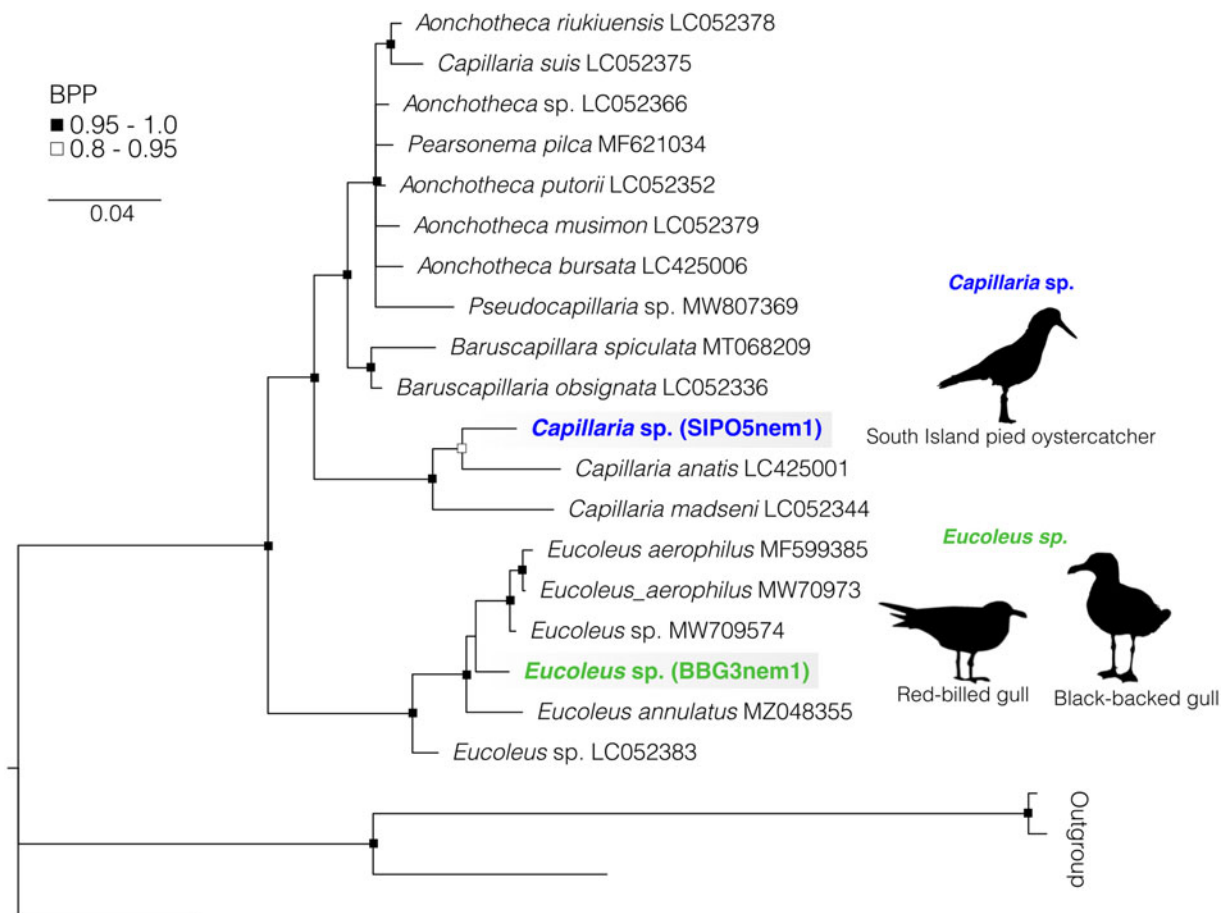 Aonchotheca riukiuensis LC052378
Capillaria suis LC052375
BPP
0.95 - 1.0
0.8 - 0.95
0.04
Aonchotheca sp. LC052366
Pearsonema pilca MF621034
Aonchotheca putorii LC052352
Aonchotheca musimon LC052379
Aonchotheca bursata LC425006
Pseudocapillaria sp. MW807369
Baruscapillara spiculata MT068209
Baruscapillaria obsignata LC052336
Capillaria sp. (SIPO5nem1)
Capillaria anatis LC425001
Capillaria madseni LC052344
Eucoleus aerophilus MF599385
Eucoleus_aerophilus MW70973
Eucoleus sp. MW709574
Eucoleus sp. (BBG3nem1)
Eucoleus annulatus MZ048355
Eucoleus sp. LC052383
Capillaria sp.
South Island pied oystercatcher
Eucoleus sp.
Red-billed gull
Black-backed gull
Outgroup